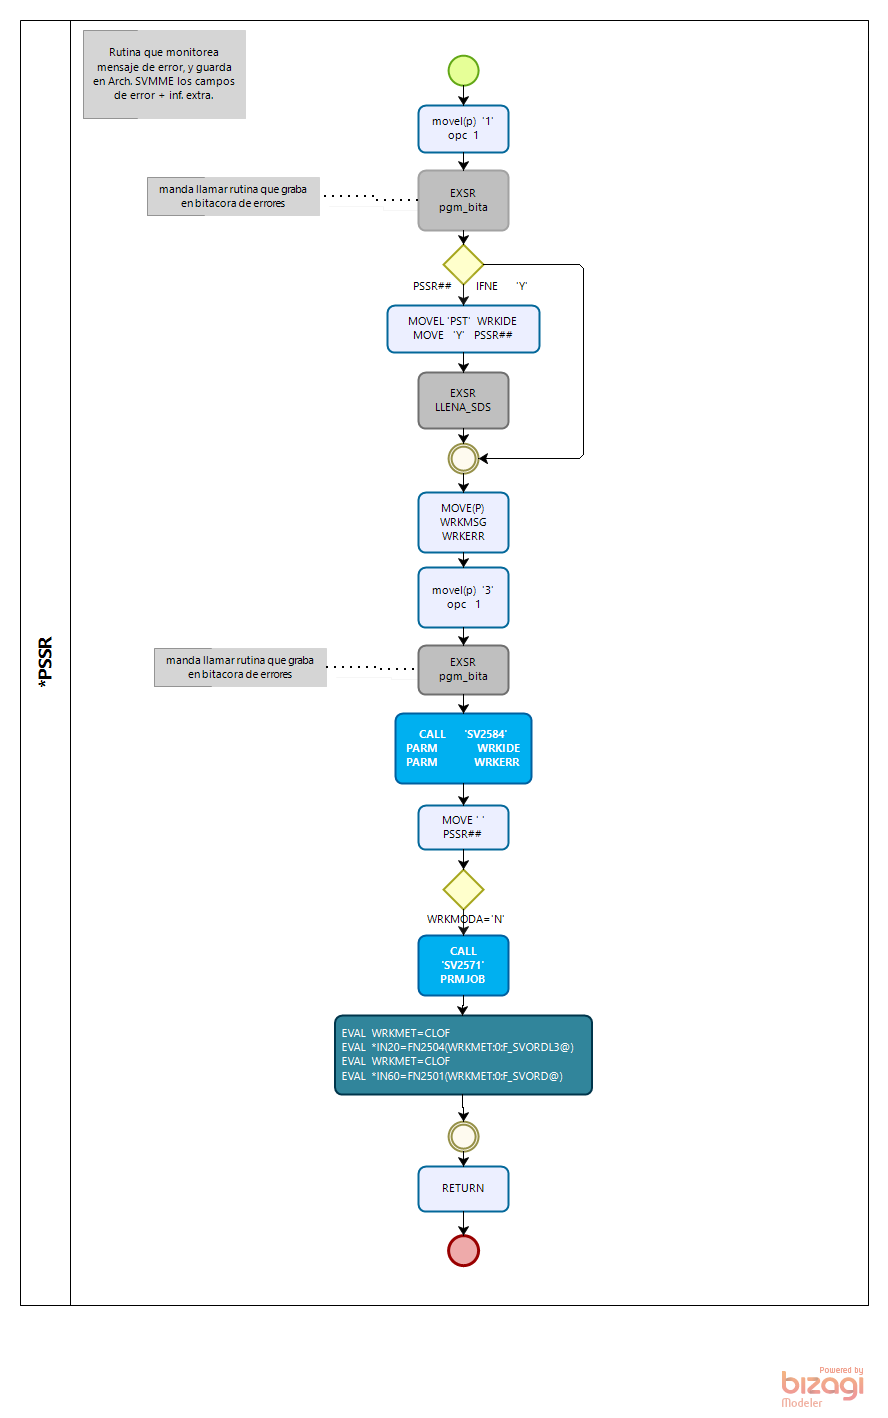 Rutina que monitorea
mensaje de error, y guarda
en Arch. SVMME los campos
de error + inf. extra.
movel(p) '1'
opc 1
manda llamar rutina que graba
en bitacora de errores
EXSR
pgm_bita
PSSR## IFNE 'Y'
MOVEL 'PST' WRKIDE
MOVE 'Y' PSSR##
EXSR
LLENA_SDS
MOVE(P)
WRKMSG
WRKERR
movel(p) '3'
opc 1
*PSSR
manda llamar rutina que graba
en bitacora de errores
EXSR
pgm_bita
CALL 'SV2584'
PARM WRKIDE
PARM WRKERR
MOVE ' '
PSSR##
WRKMODA='N'
CALL
'SV2571'
PRMJOB
EVAL WRKMET=CLOF
EVAL *IN20=FN2504(WRKMET:0:F_SVORDL3@)
EVAL WRKMET=CLOF
EVAL *IN60=FN2501(WRKMET:0:F_SVORD@)
RETURN
Powered by
bizagi
Modeler